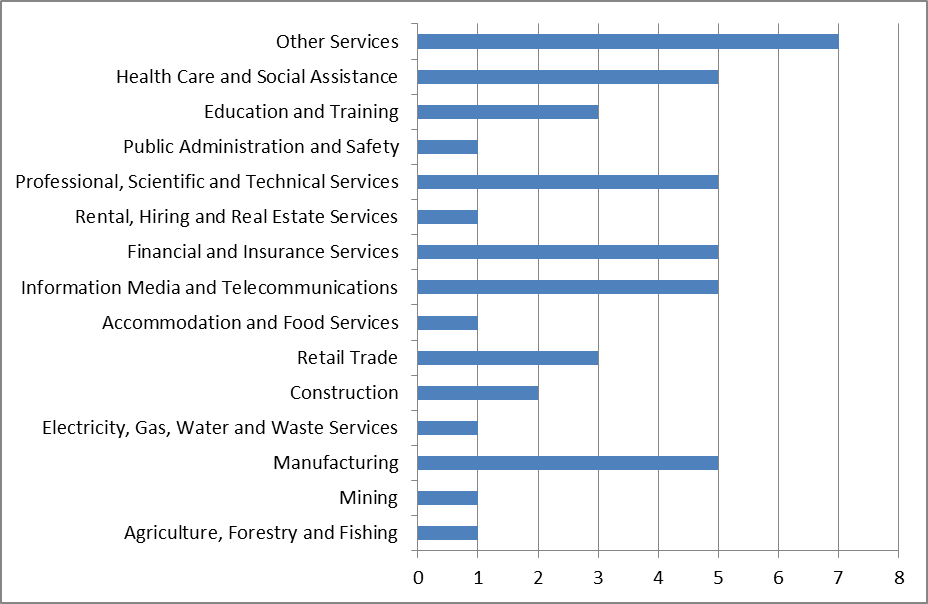 Other Services
Health Care and Social Assistance
Education and Training
Public Administration and Safety
Professional, Scientific and Technical Services
Rental, Hiring and Real Estate Services
Financial and Insurance Services
Information Media and Telecommunications
Accommodation and Food Services
Retail Trade
Construction
Electricity, Gas, Water and Waste Services
Manufacturing
Mining
Agriculture, Forestry and Fishing
0 1 2 3 4 5 6 7 8